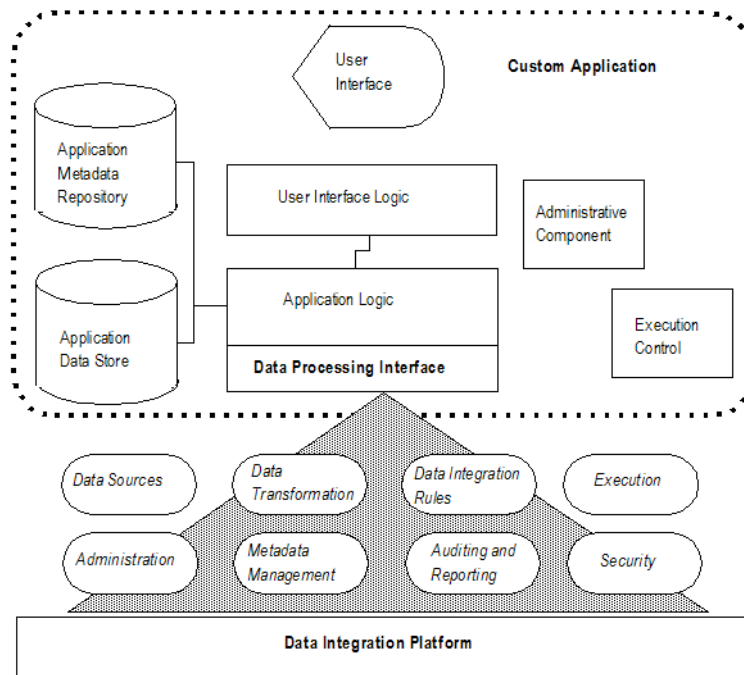 User
Interface
Custom Application
Application
Metadata
Repository
User Interface Logic
Administrative
Component
Application Logic
Application
Data Store
Execution
Control
Data Processing Interface
Data Sources
Data
Transformation
Data Integration
Rules
Execution
Administration
Metadata
Management
Auditing and
Reporting
Security
Data Integration Platform